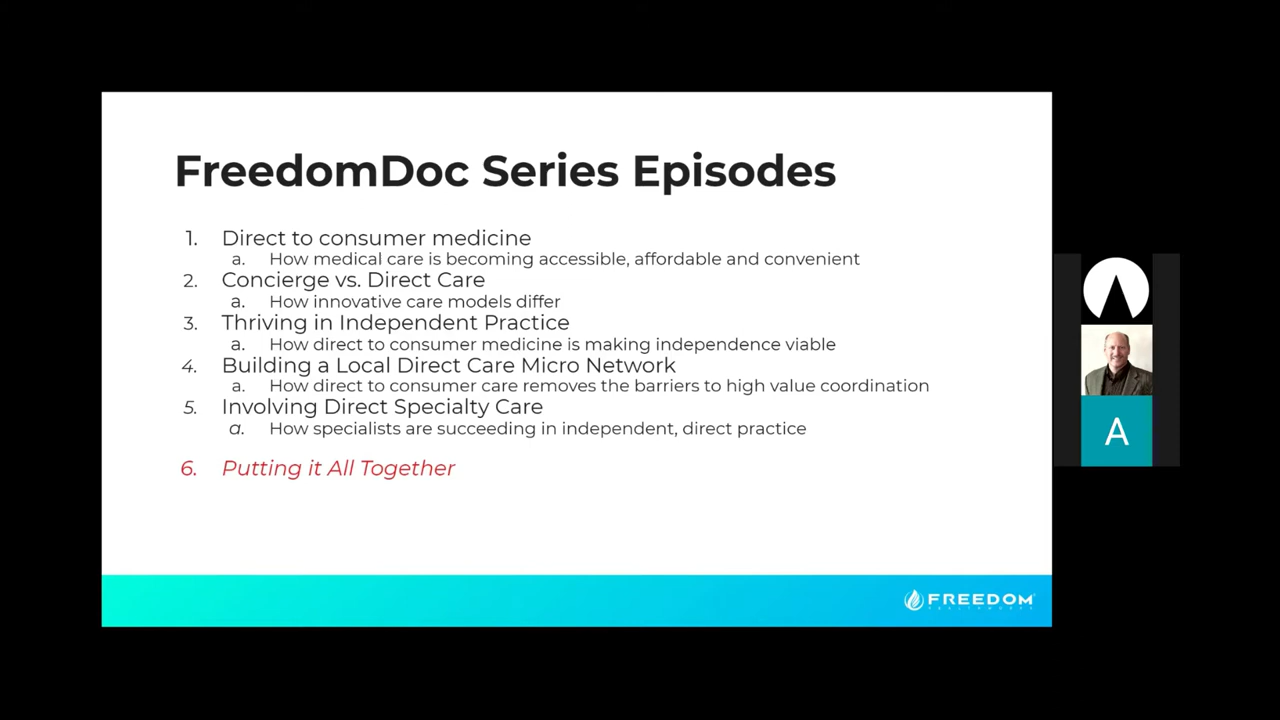 FreedomDoc Series Episodes
1. Direct to consumer medicine
a. How medical care is becoming accessible, affordable and convenient
2. Concierge vs. Direct Care
a. How innovative care models differ
3. Thriving in Independent Practice
a. How direct to consumer medicine is making independence viable
4. Building a Local Direct Care Micro Network
a. How direct to consumer care removes the barriers to high value coordination
5. Involving Direct Specialty Care
a. How specialists are succeeding in independent, direct practice
6. Putting it All Together
FREEDOM
A